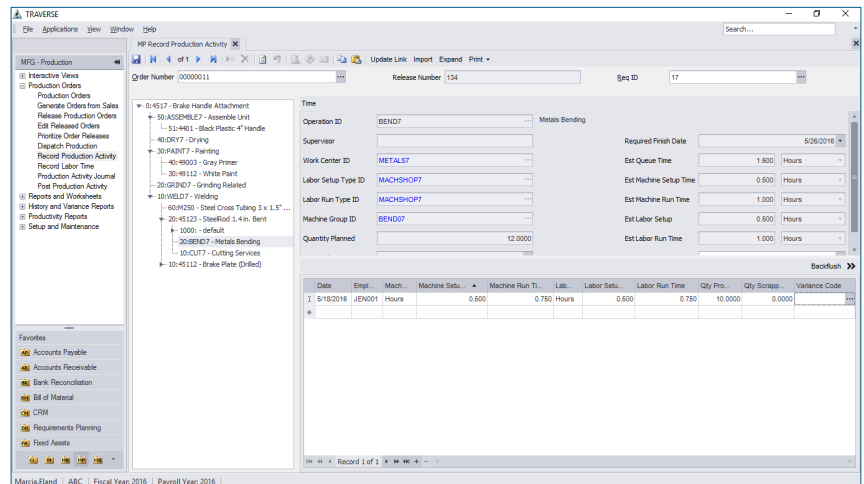 TRAVERSE
File Applications View Window Help
Search...
MP Record Production Activity
MFG - Production
of 1
Update Link Import Expand Print
Order Number 00000011 Release Number 134 Req ID 17
Interactive Views
Production Orders
Production Orders
Generate Orders from Sales
Release Production Orders
Edit Released Orders
Prioritize Order Releases
Dispatch Production
Record Production Activity
Record Labor Time
Production Activity Journal
Post Production Activity
Reports and Worksheets
History and Variance Reports
Productivity Reports
Setup and Maintenance
Favorites
Accounts Payable
Accounts Receivable
Bank Reconciliation
Bill of Material
CRM
Requirements Planning
Fixed Assets
0:4517 - Brake Handle Attachment
50:ASSEMBLE7 - Assemble Unit
51:4401 - Black Plastic 4" Handle
40:DRY7 - Drying
30:PAINT7 - Painting
40:49003 - Gray Primer
30:49112 - White Paint
20:GRIND7 - Grinding Related
10:WELD7 - Welding
60:M250 - Steel Cross Tubing 3 x 1.5" ...
20:45123 - SteelRod 1.4 in. Bent
1000: - default
20:BEND7 - Metals Bending
10:CUT7 - Cutting Services
10:45112 - Brake Plate (Drilled)
Time
Operation ID BEND7 Metals Bending
Supervisor Required Finish Date 5/26/2016
Work Center ID METALS7 Est Queue Time 1.500 Hours
Labor Setup Type ID MACHSHOP7 Est Machine Setup Time 0.500 Hours
Labor Run Type ID MACHSHOP7 Est Machine Run Time 1.000 Hours
Machine Group ID BEND07 Est Labor Setup 0.500 Hours
Quantity Planned 12.0000 Est Labor Run Time 1.000 Hours
Backflush
Date Empl... Mach... Machine Setu... Machine Run Ti... Lab... Labor Setu... Labor Run Time Qty Pro... Qty Scrapp... Variance Code
5/18/2016 JEN001 Hours 0.500 0.750 Hours 0.500 0.750 10.0000 0.0000
Record 1 of 1
Marcia.Eland ABC Fiscal Year: 2016 Payroll Year: 2016